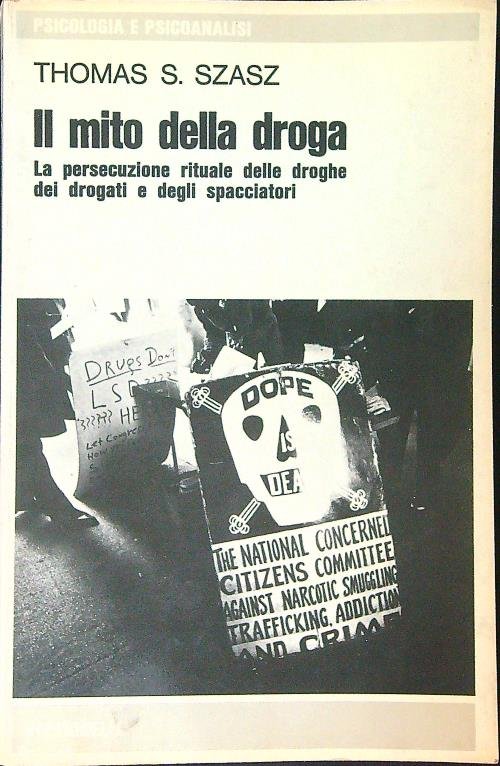 PSICOLOGIA E PSICOANALISI
THOMAS S. SZASZ
Il mito della droga
La persecuzione rituale delle droghe
dei drogati e degli spacciatori
DRUGS DON'T
LSD ????
?????? HE
DOPE
IS
DEA
THE NATIONAL CONCERNED
CITIZENS COMMITTEE
AGAINST NARCOTIC SMUGGLING
TRAFFICKING, ADDICTION
AND CRIME